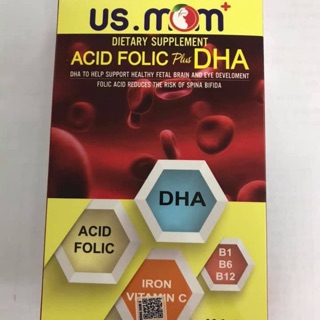 us.mom+
DIETARY SUPPLEMENT
ACID FOLIC Plus DHA
DHA TO HELP SUPPORT HEALTHY FETAL BRAIN AND EYE DEVELOMENT
FOLIC ACID REDUCES THE RISK OF SPINA BIFIDA
DHA
ACID
FOLIC
B1
B6
B12
IRON
VITAMIN C